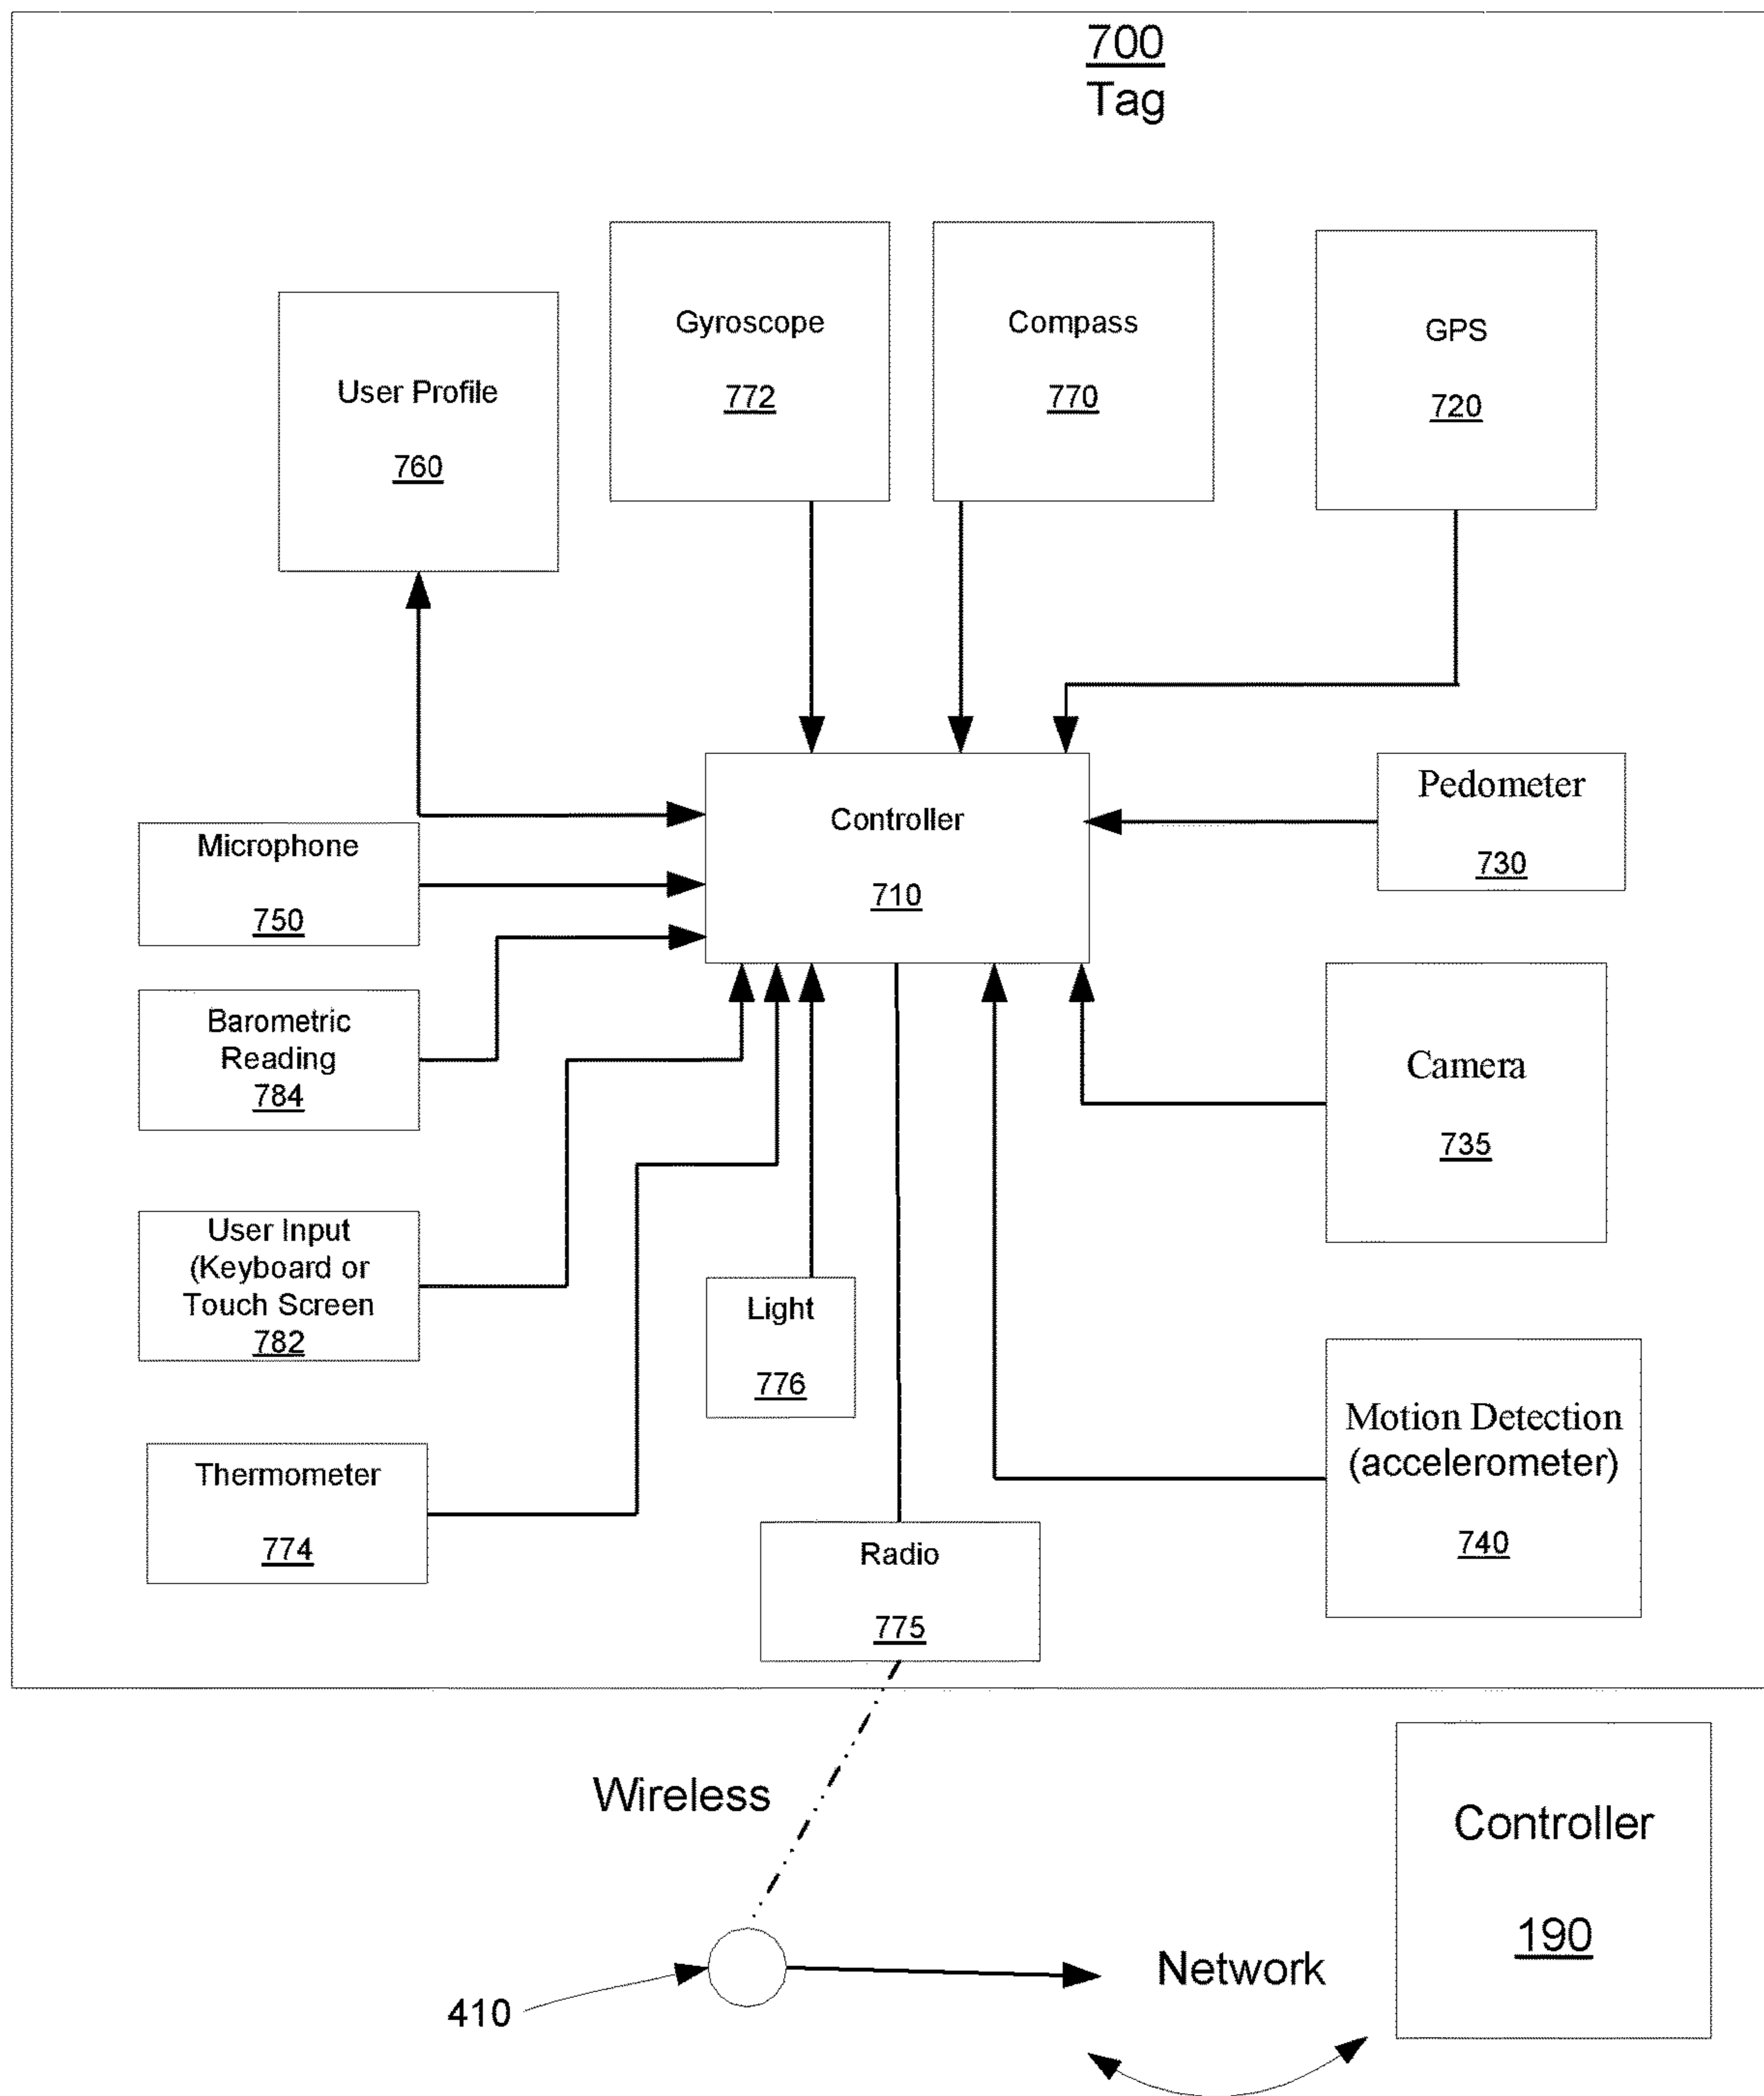 700
Tag
Gyroscope
772
Compass
770
GPS
720
User Profile
760
Controller
710
Pedometer
730
Microphone
750
Barometric
Reading
784
Camera
735
User Input
(Keyboard or
Touch Screen
782
Light
776
Motion Detection
(accelerometer)
740
Thermometer
774
Radio
775
Wireless
Controller
190
Network
410